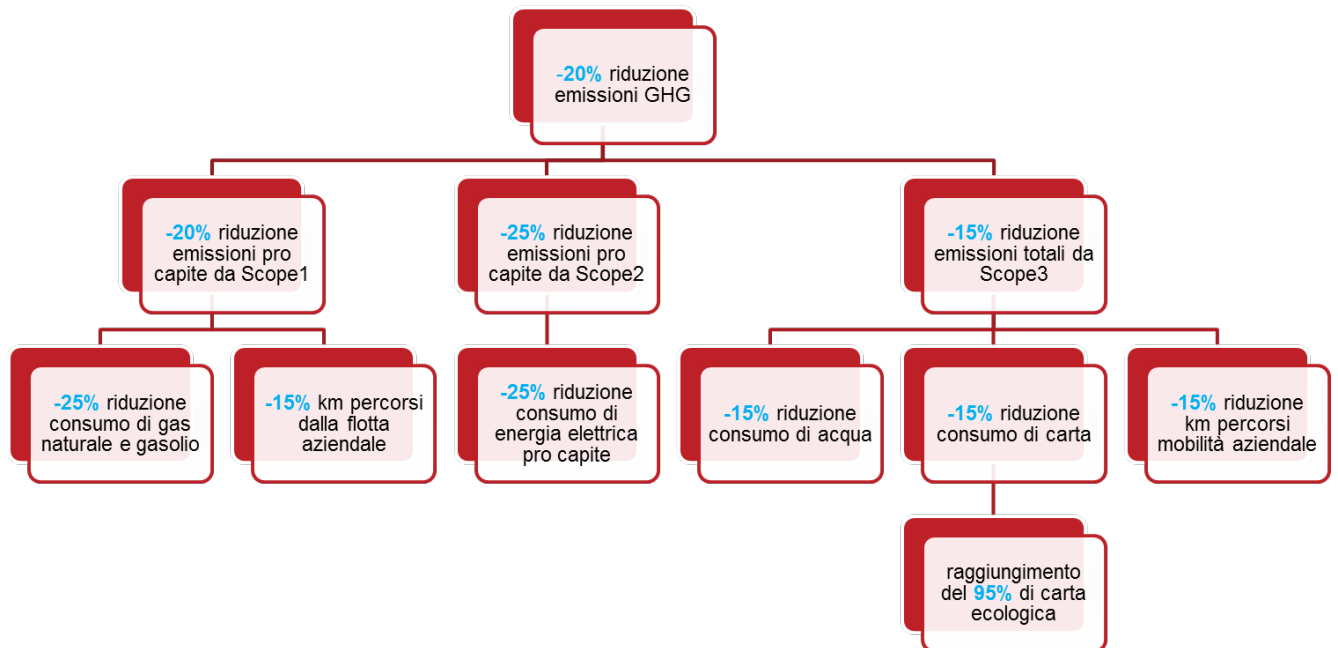 -20% riduzione
emissioni GHG
-20% riduzione
emissioni pro
capite da Scope1
-25% riduzione
emissioni pro
capite da Scope2
-15% riduzione
emissioni totali da
Scope3
-25% riduzione
consumo di gas
naturale e gasolio
-15% km percorsi
dalla flotta
aziendale
-25% riduzione
consumo di
energia elettrica
pro capite
-15% riduzione
consumo di acqua
-15% riduzione
consumo di carta
-15% riduzione
km percorsi
mobilità aziendale
raggiungimento
del 95% di carta
ecologica